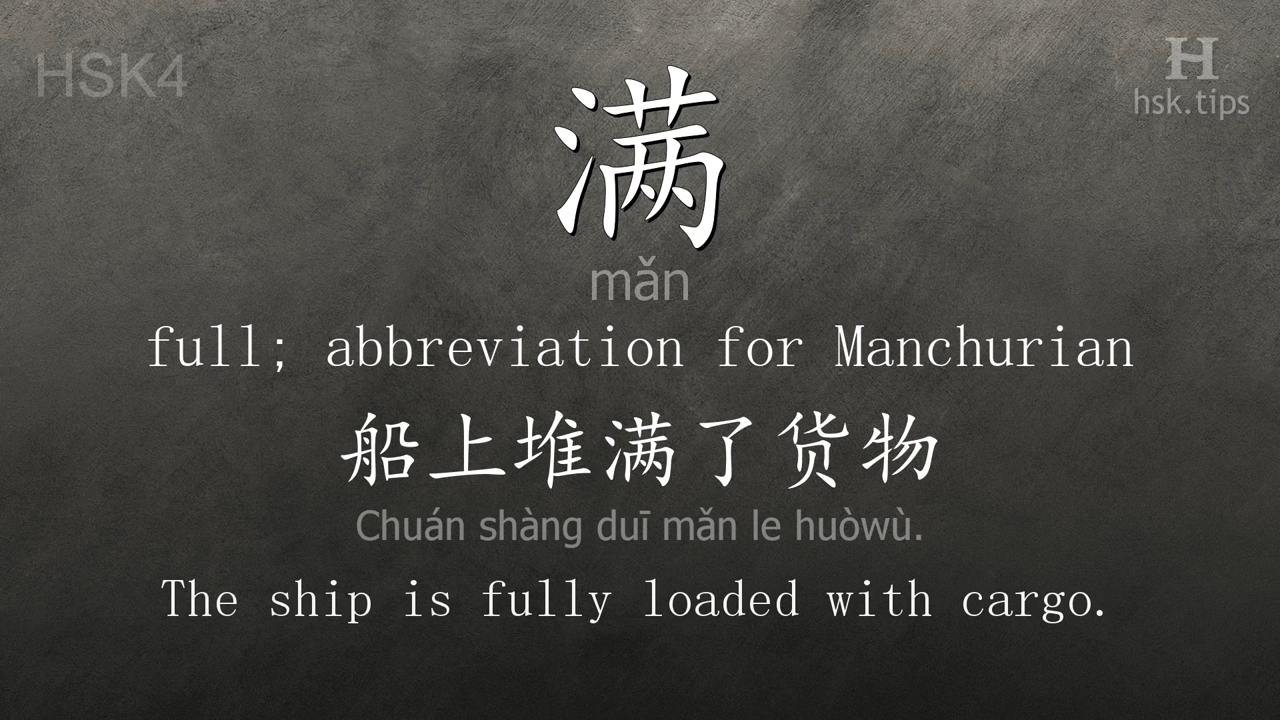 HSK4
H
hsk.tips
满
mǎn
full; abbreviation for Manchurian
船上堆满了货物
Chuán shàng duī mǎn le huòwù.
The ship is fully loaded with cargo.